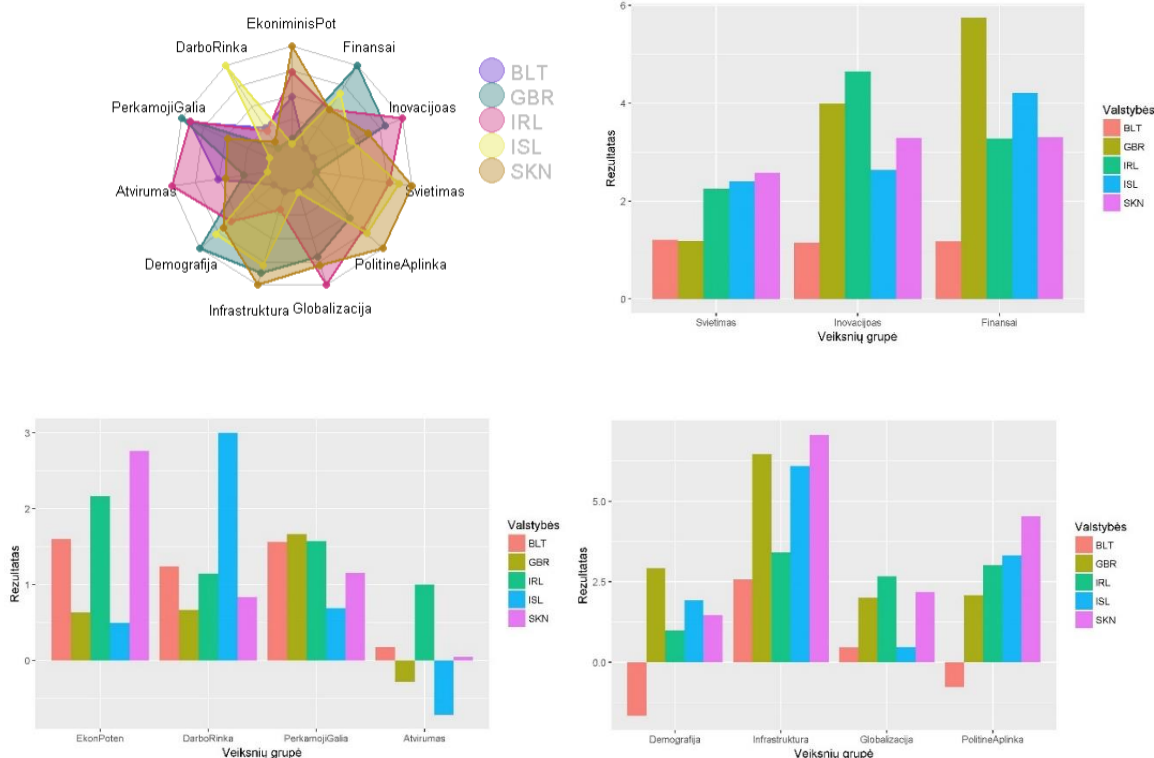 EkoniminisPot
DarboRinka
Finansai
PerkamojiGalia
Inovacijoas
Atvirumas
Svietimas
Demografija
PolitineAplinka
Infrastruktura
Globalizacija
BLT
GBR
IRL
ISL
SKN
6
4
2
0
Rezultatas
Svietimas
Inovacijoas
Finansai
Veiksnių grupė
Valstybės
BLT
GBR
IRL
ISL
SKN
3
2
1
0
Rezultatas
EkonPoten
DarboRinka
PerkamojiGalia
Atvirumas
Veiksnių grupė
Valstybės
BLT
GBR
IRL
ISL
SKN
5.0
2.5
0.0
Rezultatas
Demografija
Infrastruktura
Globalizacija
PolitineAplinka
Veiksnių grupė
Valstybės
BLT
GBR
IRL
ISL
SKN